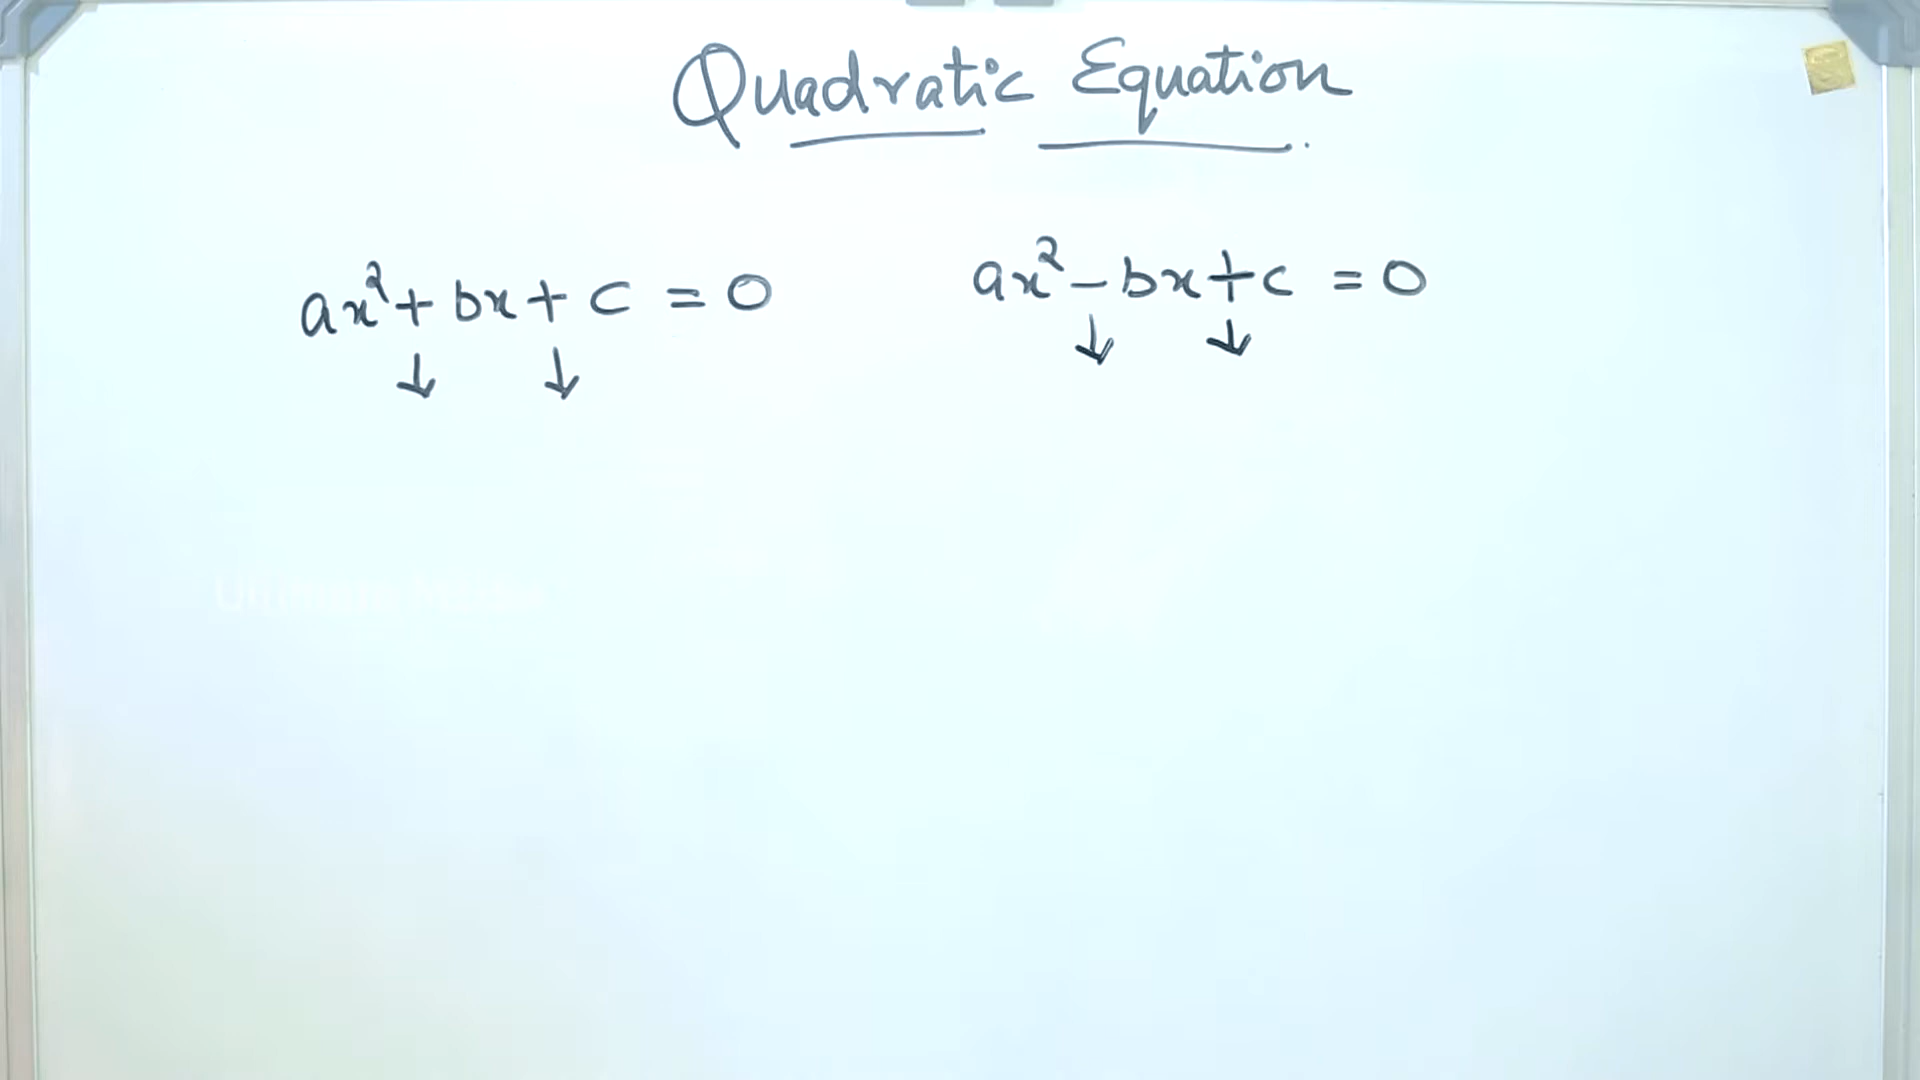 Quadratic Equation.
ax² + bx + c = 0 ax² - bx + c = 0
↓ ↓ ↓ ↓